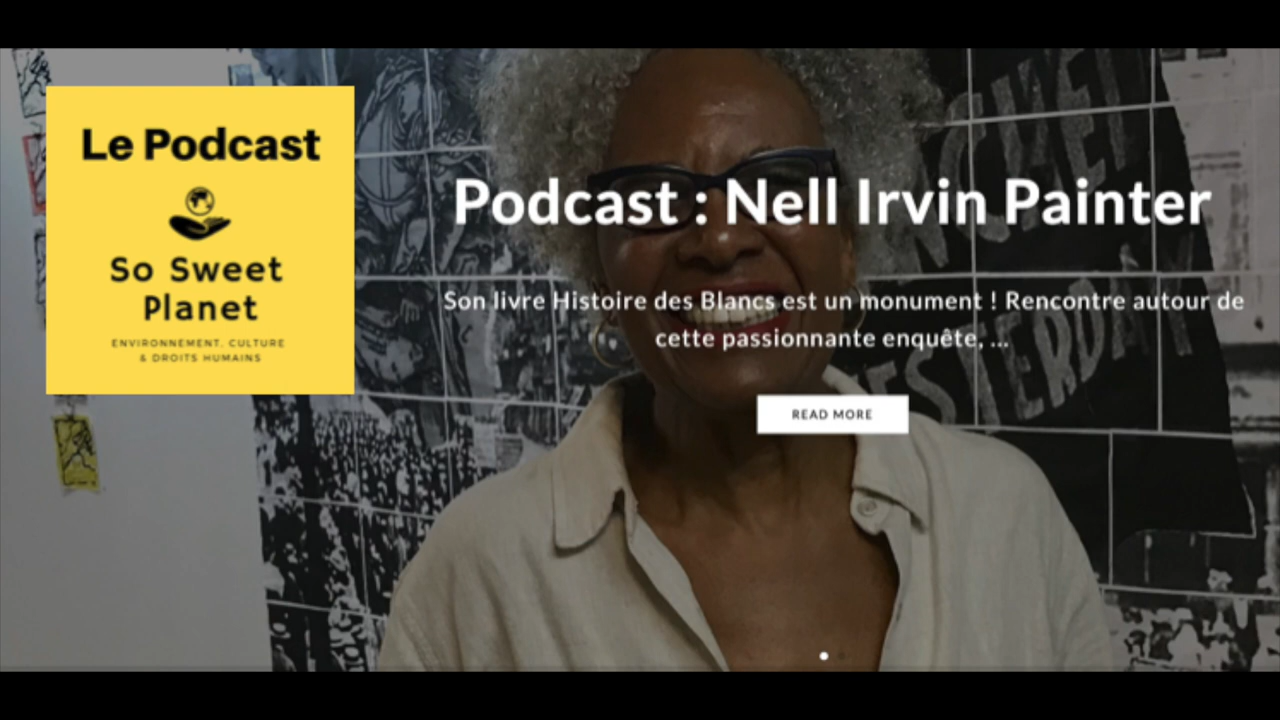 Le Podcast
So Sweet
Planet
ENVIRONNEMENT, CULTURE
& DROITS HUMAINS
Podcast : Nell Irvin Painter
Son livre Histoire des Blancs est un monument ! Rencontre autour de
cette passionnante enquête, ...
READ MORE